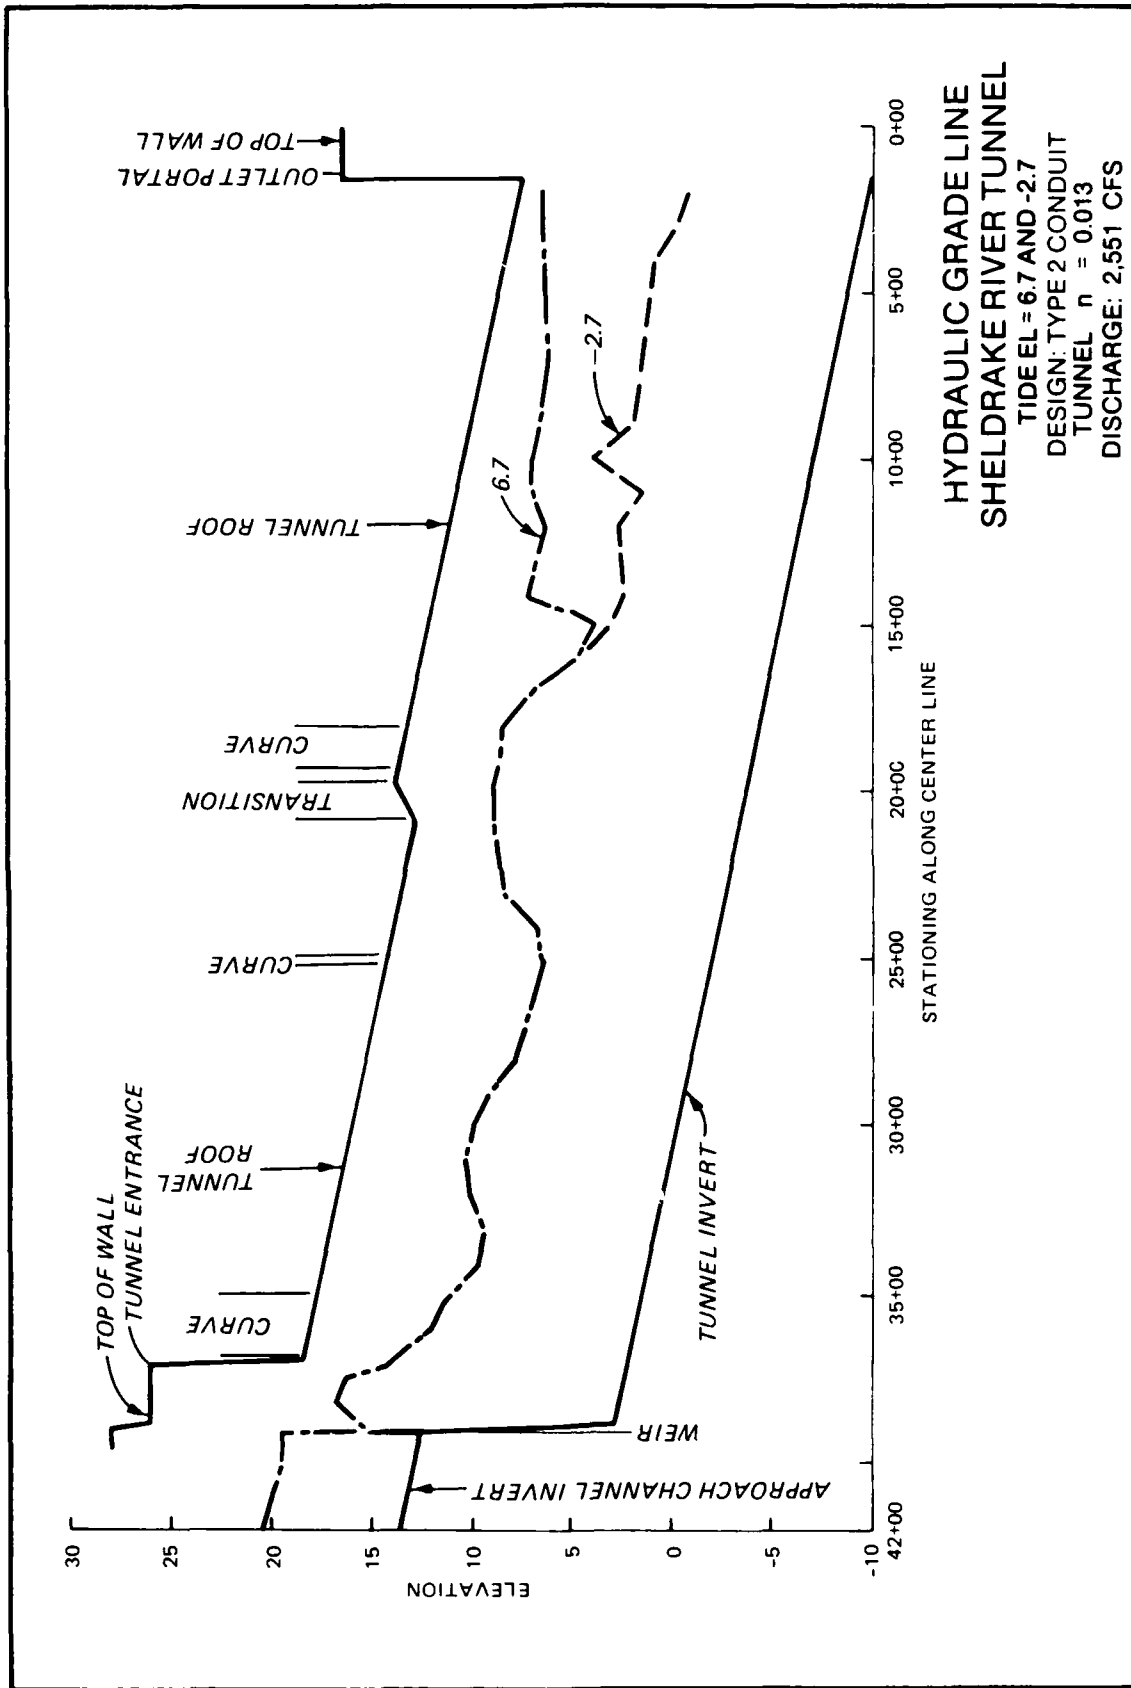 TOP OF WALL
TUNNEL ENTRANCE
CURVE
TUNNEL
ROOF
CURVE
TRANSITION
CURVE
TUNNEL ROOF
OUTLET PORTAL
TOP OF WALL
6.7
-2.7
WEIR
APPROACH CHANNEL INVERT
TUNNEL INVERT
ELEVATION
30
25
20
15
10
5
0
-5
-10
42+00
35+00
30+00
25+00
20+00
15+00
10+00
5+00
0+00
STATIONING ALONG CENTER LINE
HYDRAULIC GRADE LINE
SHELDRAKE RIVER TUNNEL
TIDE EL = 6.7 AND -2.7
DESIGN: TYPE 2 CONDUIT
TUNNEL n = 0.013
DISCHARGE: 2,551 CFS